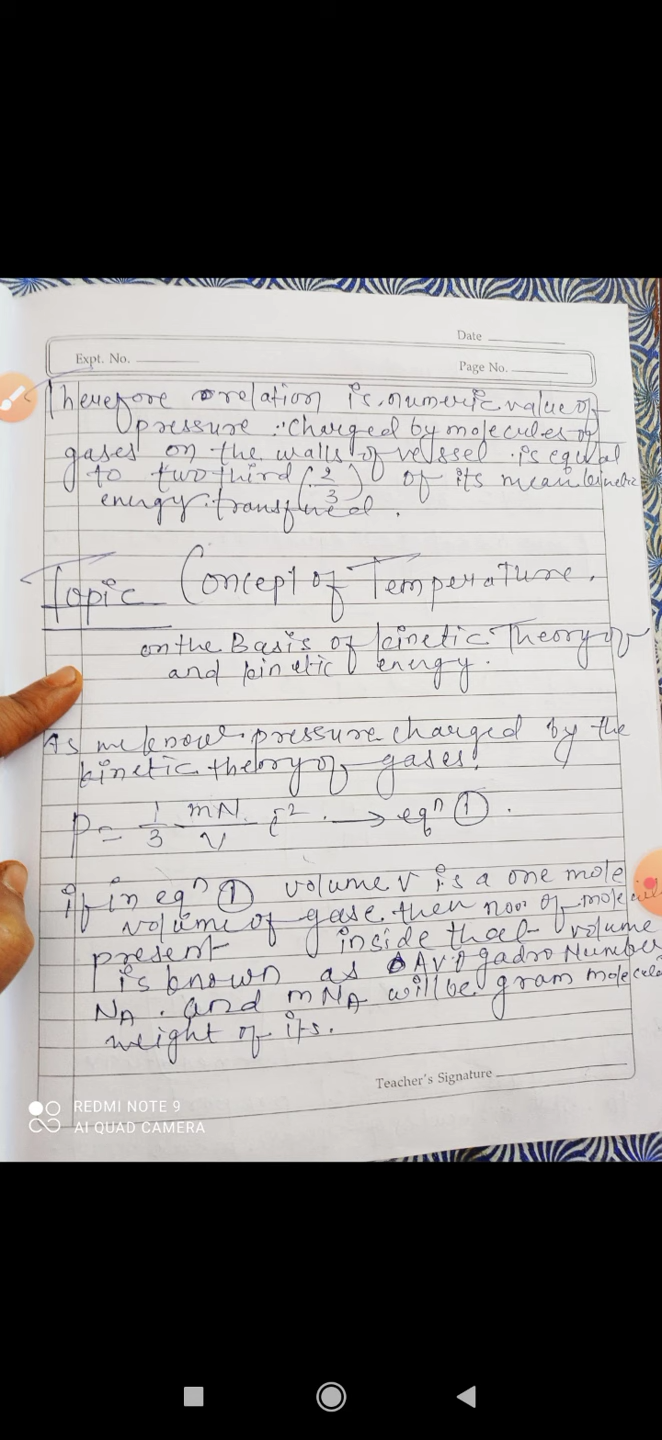 Date
Expt. No.
Page No.
Therefore relation is numeric value of
pressure charged by molecules of
gases on the walls of vessel is equal
to two third (2/3) of its mean kinetic
energy transfured.
Topic Concept of Temperature.
on the Basis of kinetic Theory of
and kinetic energy.
As we know pressure charged by the
kinetic theory of gases.
P = 1/3 mN/V c̄² → eqⁿ ①.
if in eqⁿ ① volume V is a one mole
volume of gase then noo of molecul
present inside that volume
is known as AVogadro Number
NA. and mNA will be gram molecula
weight of its.
Teacher's Signature
REDMI NOTE 9
AI QUAD CAMERA